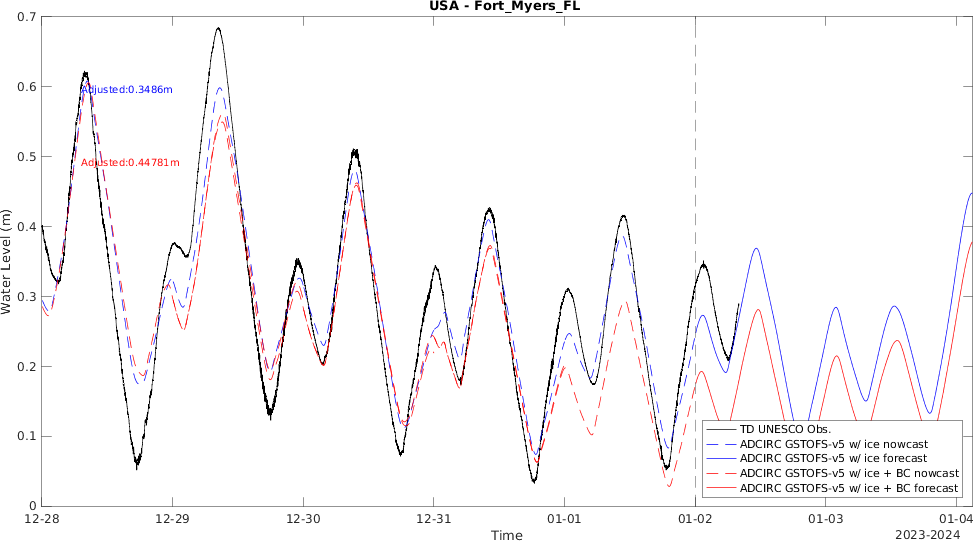 USA - Fort_Myers_FL
0.7
0.6
0.5
0.4
0.3
0.2
0.1
0
Water Level (m)
Adjusted:0.3486m
Adjusted:0.44781m
TD UNESCO Obs.
ADCIRC GSTOFS-v5 w/ ice nowcast
ADCIRC GSTOFS-v5 w/ ice forecast
ADCIRC GSTOFS-v5 w/ ice + BC nowcast
ADCIRC GSTOFS-v5 w/ ice + BC forecast
12-28 12-29 12-30 12-31 01-01 01-02 01-03 01-04
Time
2023-2024